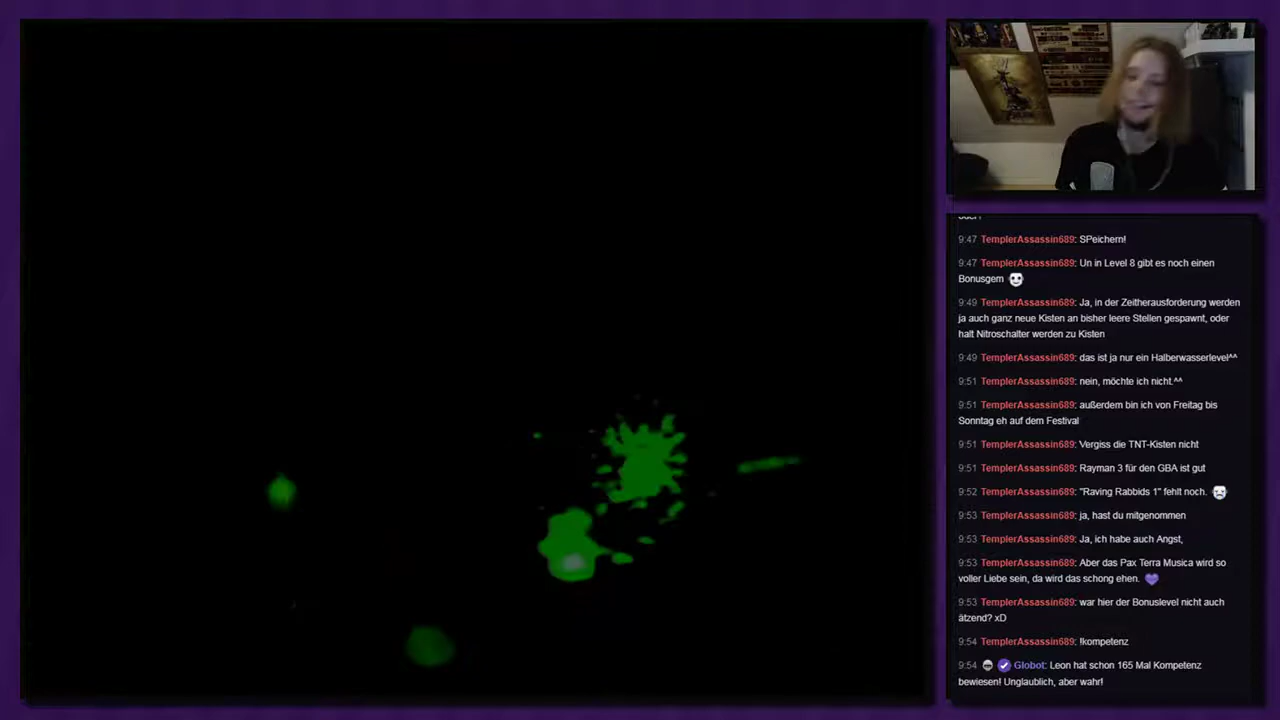 9:47 TemplerAssassin689: SPeichern!
9:47 TemplerAssassin689: Un in Level 8 gibt es noch einen
Bonusgem
9:49 TemplerAssassin689: Ja, in der Zeitherausforderung werden
ja auch ganz neue Kisten an bisher leere Stellen gespawnt, oder
halt Nitroschalter werden zu Kisten
9:49 TemplerAssassin689: das ist ja nur ein Halberwasserlevel^^
9:51 TemplerAssassin689: nein, möchte ich nicht.^^
9:51 TemplerAssassin689: außerdem bin ich von Freitag bis
Sonntag eh auf dem Festival
9:51 TemplerAssassin689: Vergiss die TNT-Kisten nicht
9:51 TemplerAssassin689: Rayman 3 für den GBA ist gut
9:52 TemplerAssassin689: "Raving Rabbids 1" fehlt noch.
9:53 TemplerAssassin689: ja, hast du mitgenommen
9:53 TemplerAssassin689: Ja, ich habe auch Angst,
9:53 TemplerAssassin689: Aber das Pax Terra Musica wird so
voller Liebe sein, da wird das schong ehen.
9:53 TemplerAssassin689: war hier der Bonuslevel nicht auch
ätzend? xD
9:54 TemplerAssassin689: !kompetenz
9:54 Globot: Leon hat schon 165 Mal Kompetenz
bewiesen! Unglaublich, aber wahr!